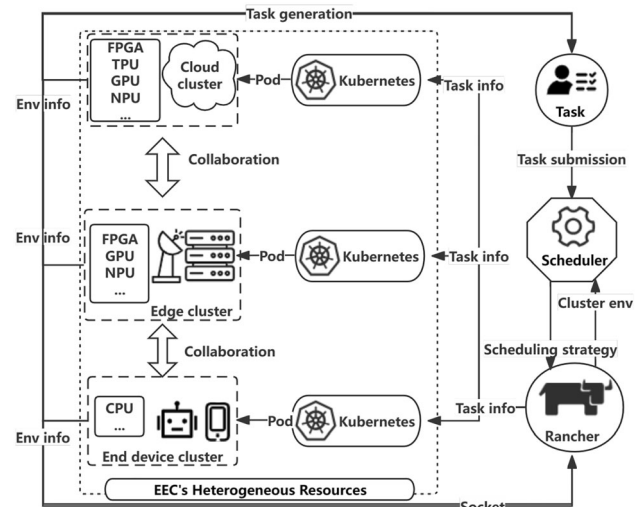 Task generation
FPGA
TPU
GPU
NPU
...
Cloud
cluster
Pod
Kubernetes
Task info
Env info
Task
Collaboration
Task submission
Env info
FPGA
GPU
NPU
...
Edge cluster
Pod
Kubernetes
Task info
Scheduler
Cluster env
Collaboration
Scheduling strategy
CPU
...
End device cluster
Pod
Kubernetes
Task info
Rancher
Env info
EEC's Heterogeneous Resources
Socket